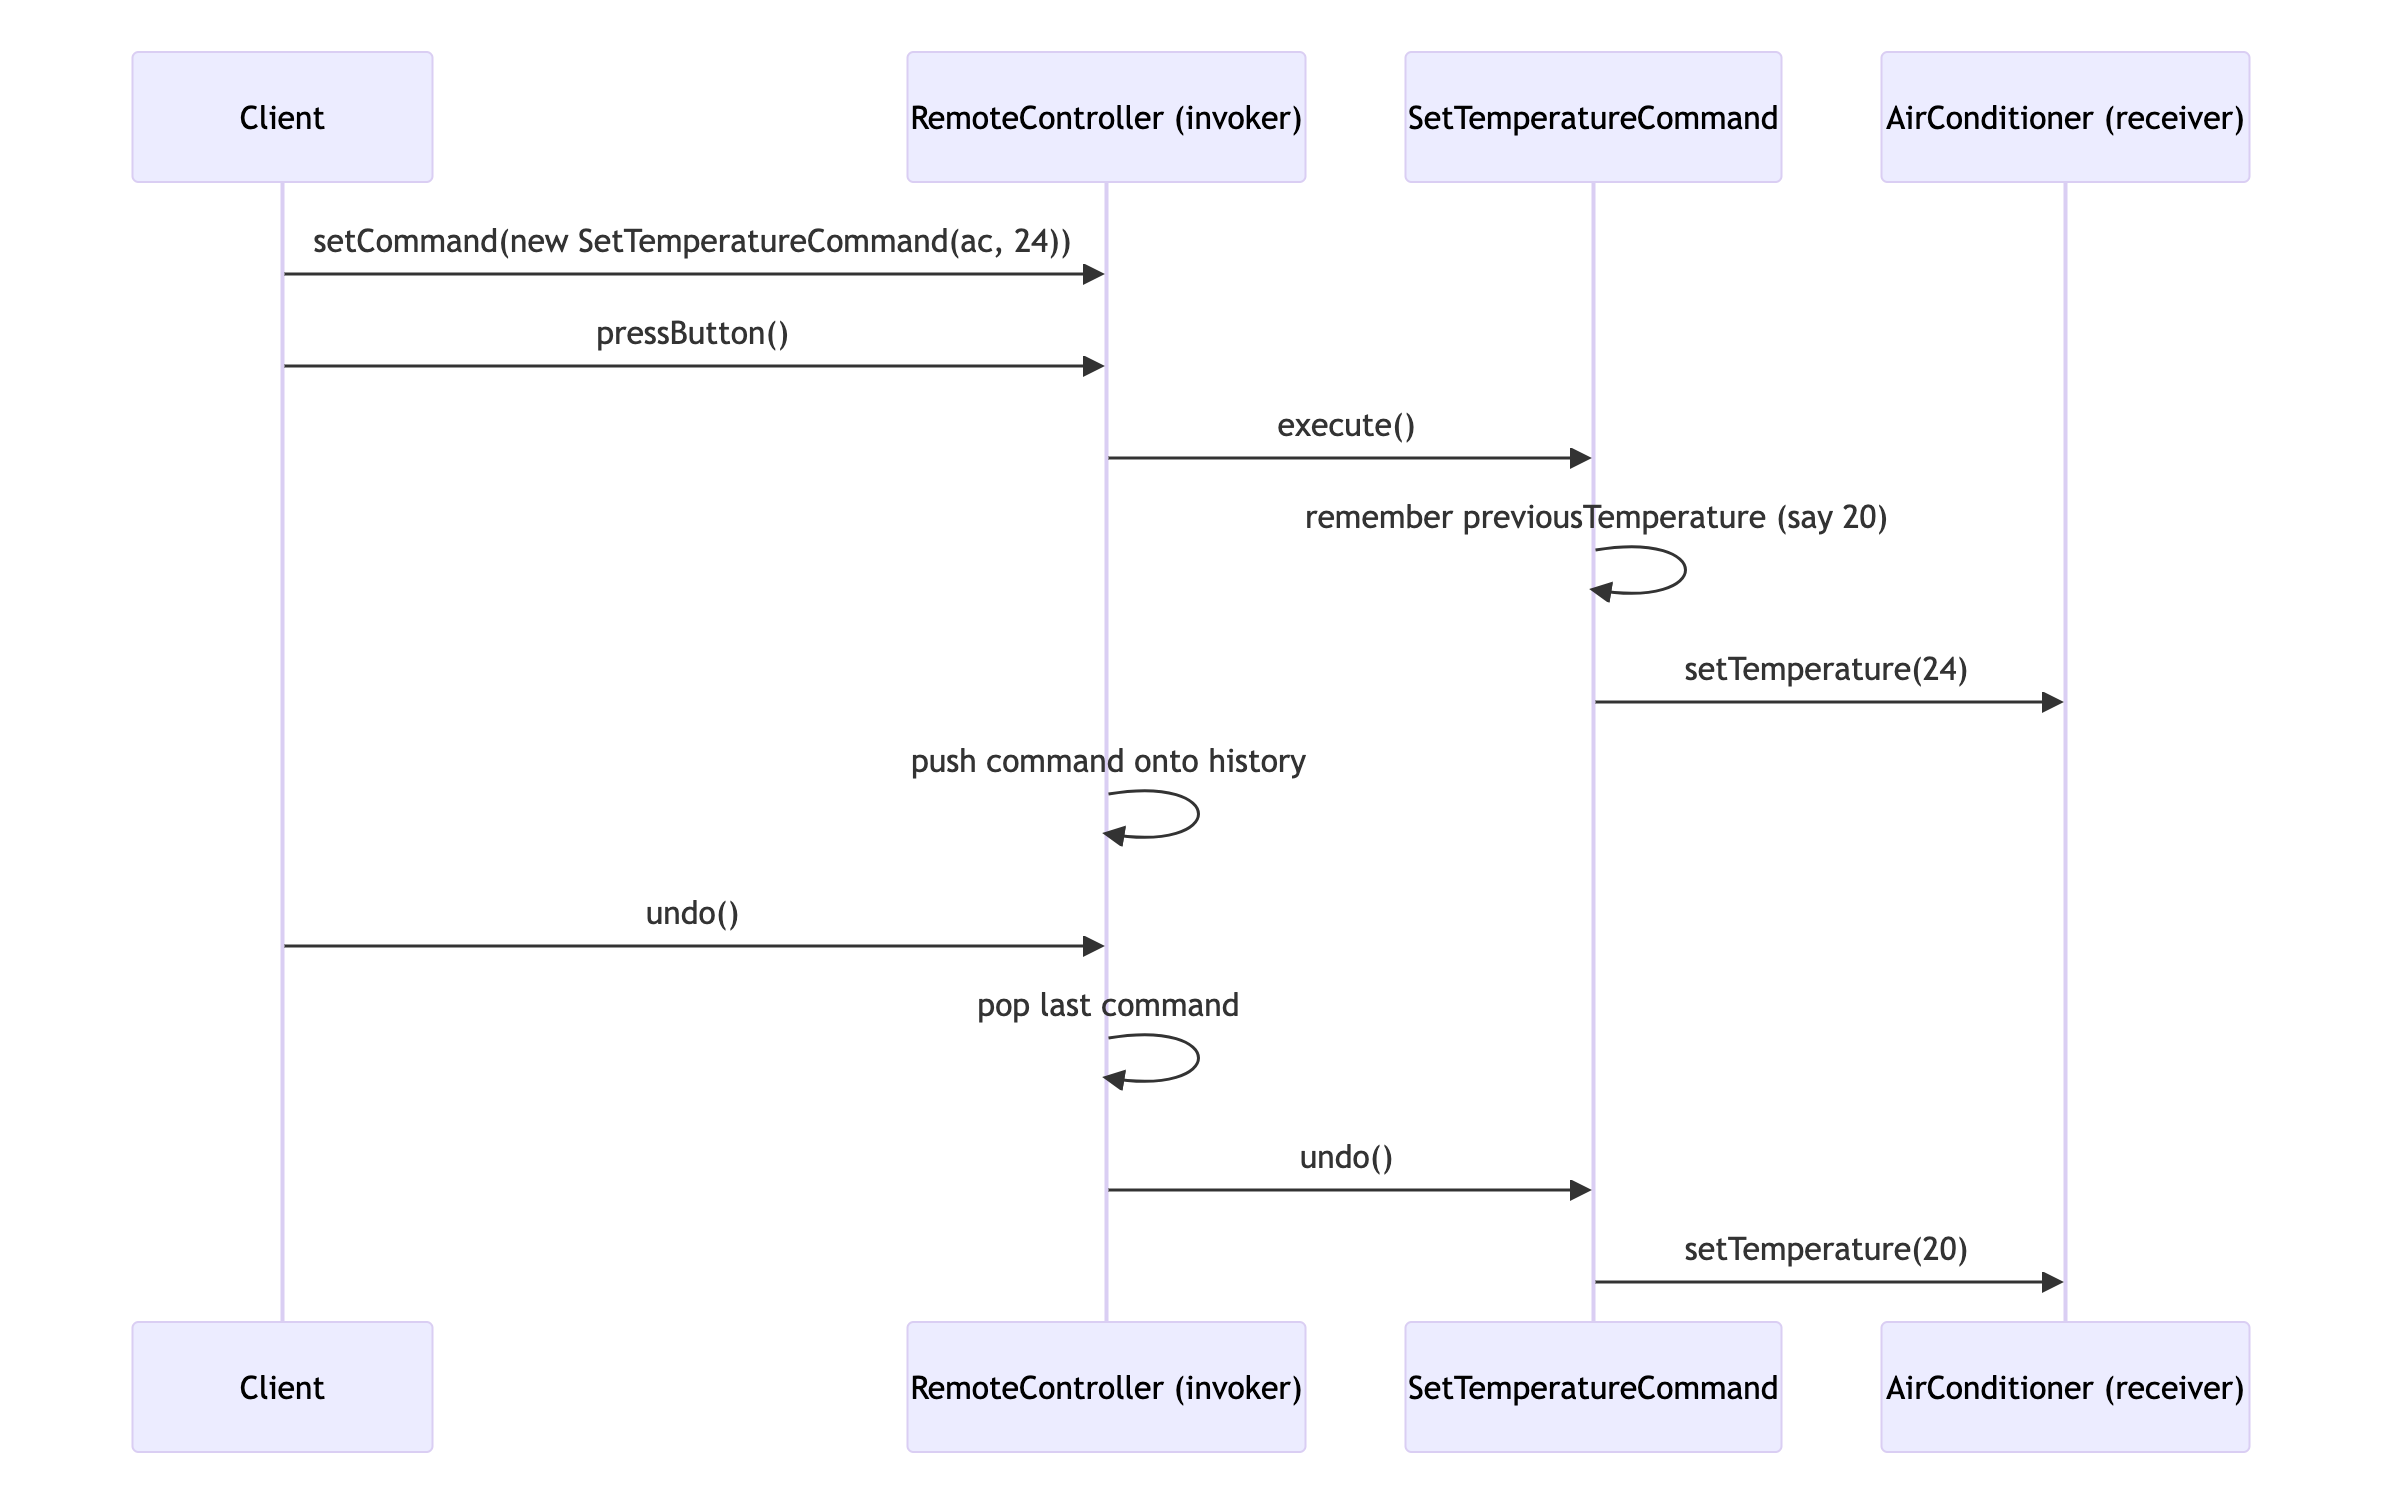 Client
RemoteController (invoker)
SetTemperatureCommand
AirConditioner (receiver)
setCommand(new SetTemperatureCommand(ac, 24))
pressButton()
execute()
remember previousTemperature (say 20)
setTemperature(24)
push command onto history
undo()
pop last command
undo()
setTemperature(20)
Client
RemoteController (invoker)
SetTemperatureCommand
AirConditioner (receiver)